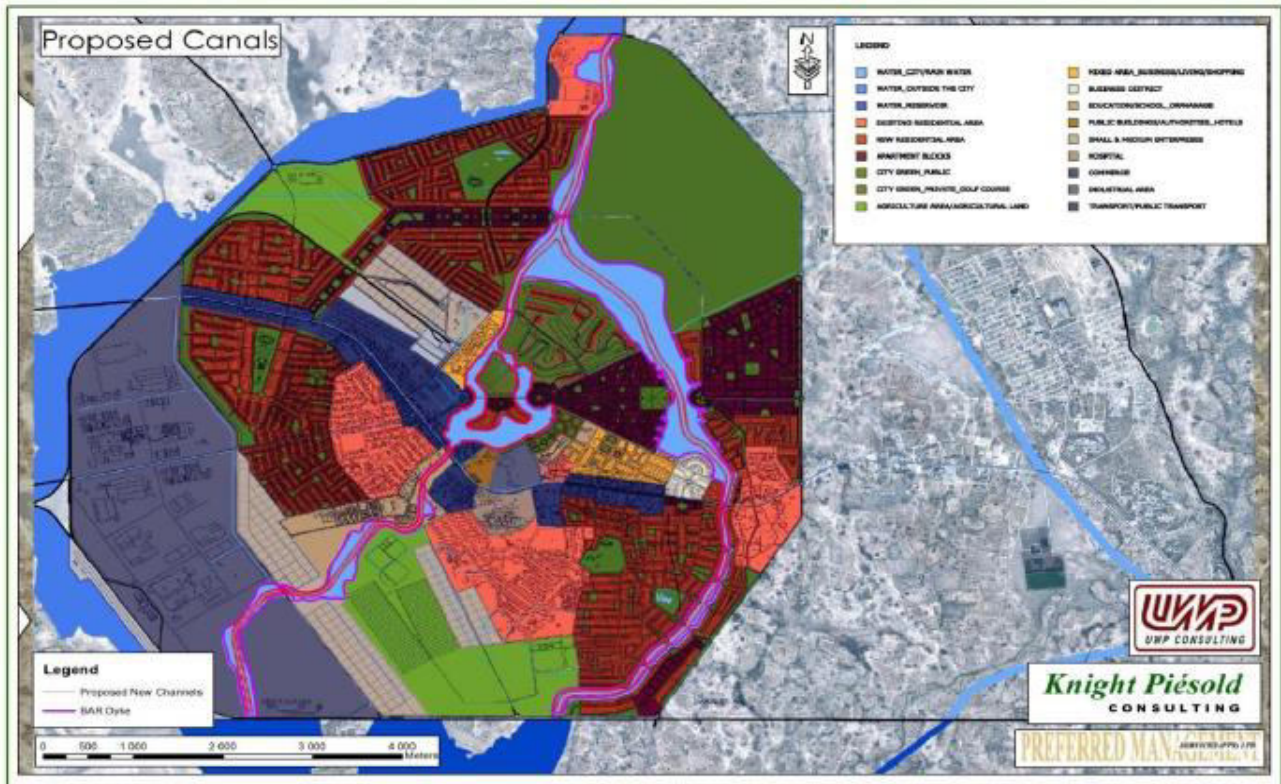 Proposed Canals
N
LEGEND
WATER_CITY/RAIN WATER
WATER_OUTSIDE THE CITY
WATER_RESERVOIR
EXISTING RESIDENTIAL AREA
NEW RESIDENTIAL AREA
APARTMENT BLOCKS
CITY GREEN_PUBLIC
CITY GREEN_PRIVATE_GOLF COURSE
AGRICULTURE AREA/AGRICULTURAL LAND
MIXED AREA_BUSINESS/LIVING/SHOPPING
BUSINESS DISTRICT
EDUCATION/SCHOOL_ORPHANAGE
PUBLIC BUILDINGS/AUTHORITIES_HOTELS
SMALL & MEDIUM ENTERPRISES
HOSPITAL
COMMERCE
INDUSTRIAL AREA
TRANSPORT/PUBLIC TRANSPORT
UWP
UWP CONSULTING
Legend
Proposed New Channels
BAR Dyke
Knight Piésold
CONSULTING
0 500 1 000 2 000 3 000 4 000
Meters
PREFERRED MANAGEMENT